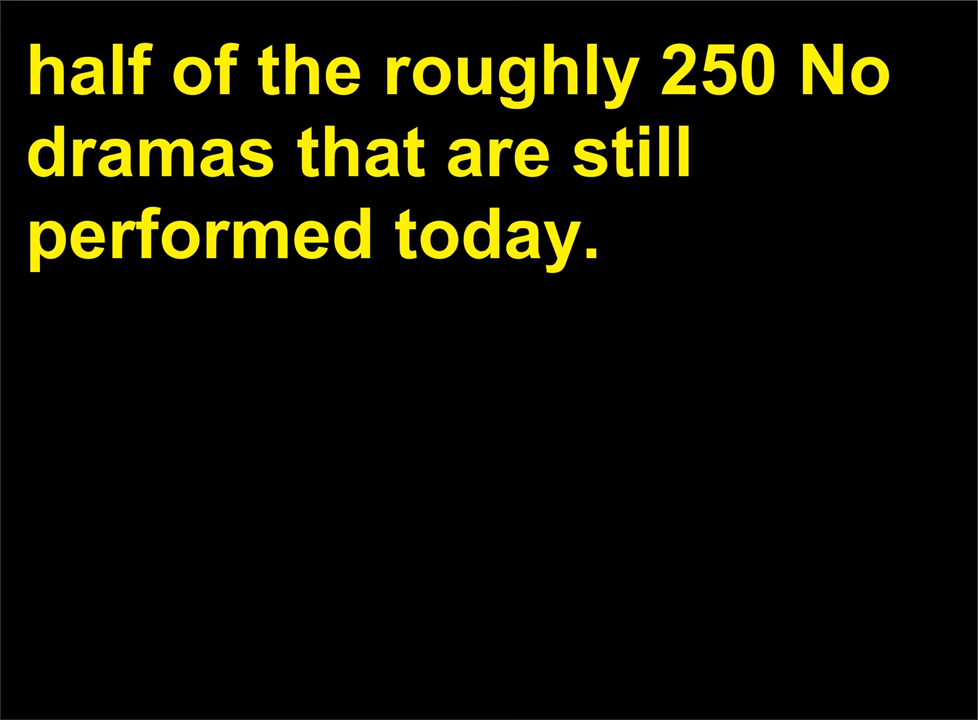 half of the roughly 250 No
dramas that are still
performed today.